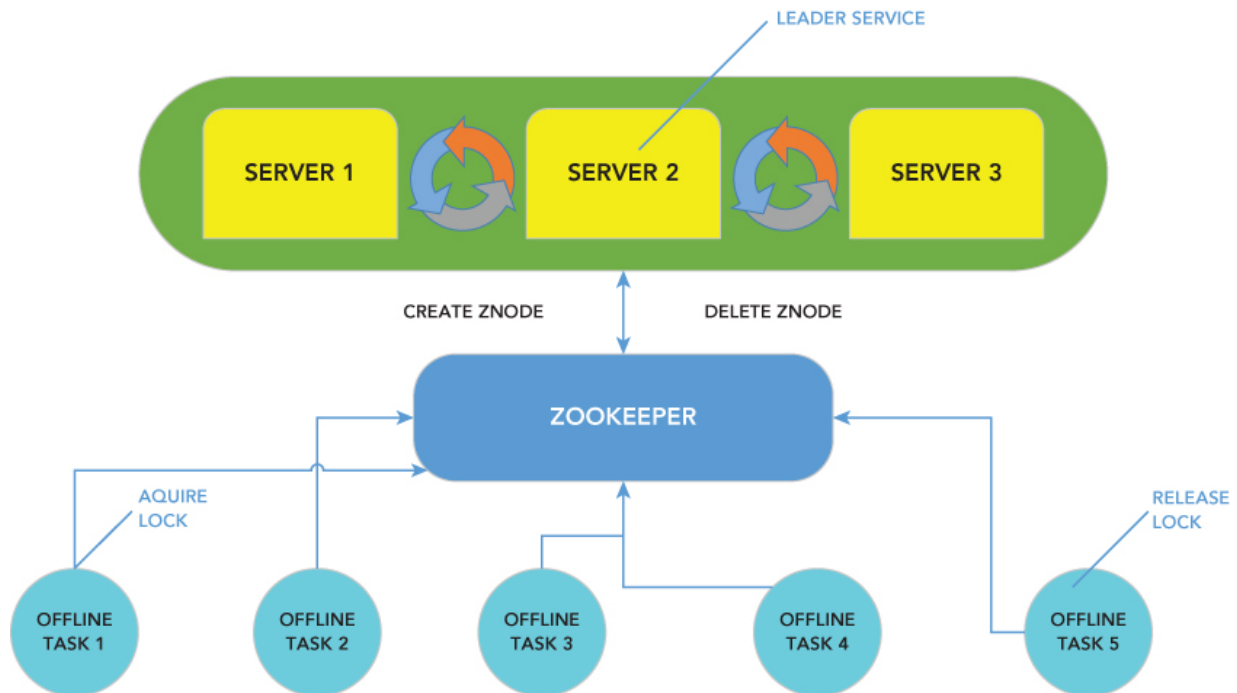 LEADER SERVICE
SERVER 1
SERVER 2
SERVER 3
CREATE ZNODE
DELETE ZNODE
ZOOKEEPER
AQUIRE
LOCK
RELEASE
LOCK
OFFLINE
TASK 1
OFFLINE
TASK 2
OFFLINE
TASK 3
OFFLINE
TASK 4
OFFLINE
TASK 5